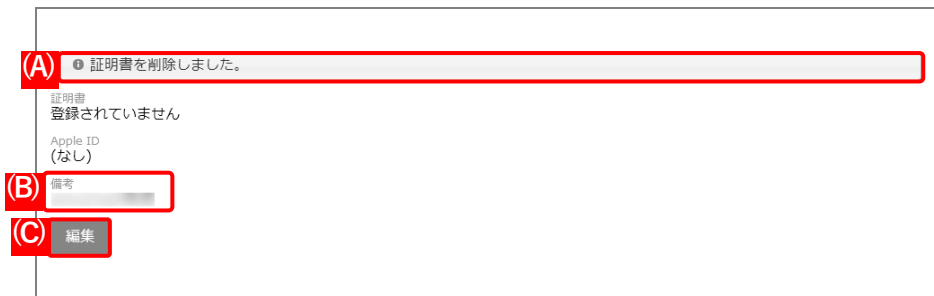 (A) 証明書を削除しました。
証明書
登録されていません
Apple ID
(なし)
(B) 備考
(C) 編集